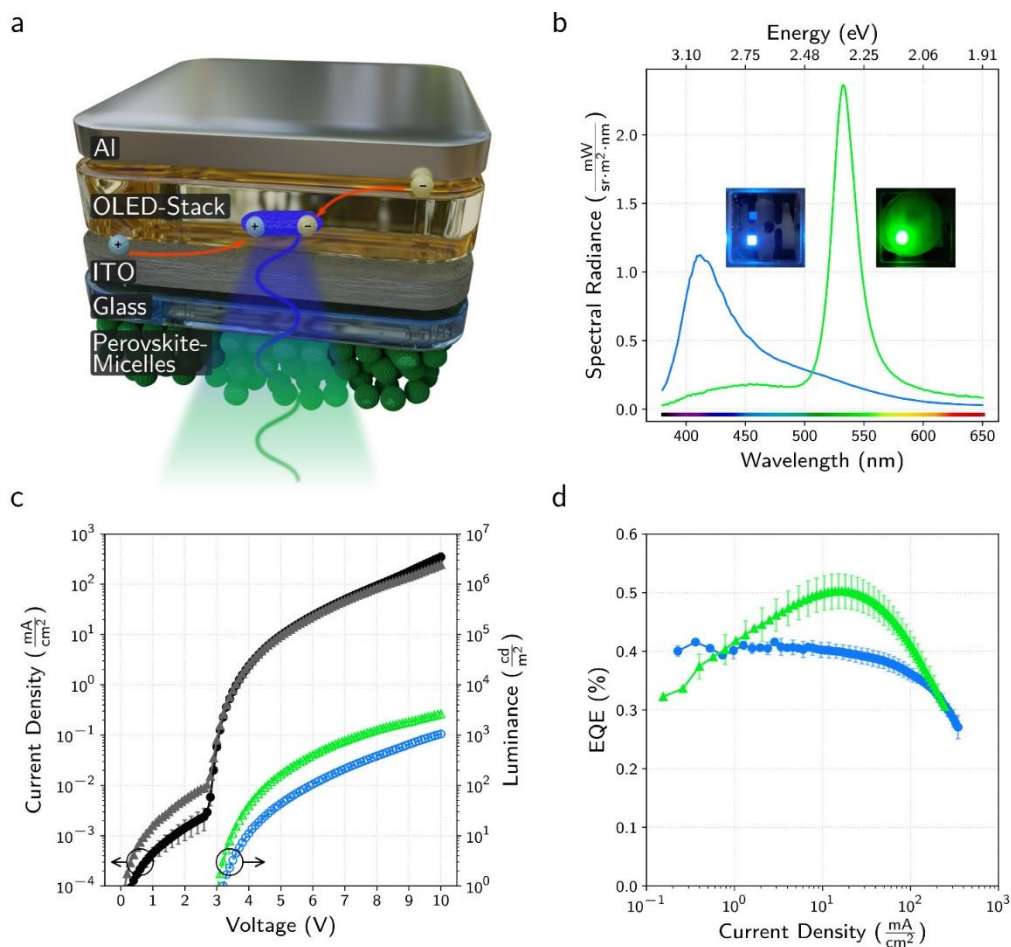 a
Al
OLED-Stack
ITO
Glass
Perovskite-
Micelles
+
-
+
-
b
Energy (eV)
3.10 2.75 2.48 2.25 2.06 1.91
Spectral Radiance (mW/sr·m²·nm)
2.0
1.5
1.0
0.5
0.0
400 450 500 550 600 650
Wavelength (nm)
c
Current Density (mA/cm²)
10³
10²
10¹
10⁰
10⁻¹
10⁻²
10⁻³
10⁻⁴
Luminance (cd/m²)
10⁷
10⁶
10⁵
10⁴
10³
10²
10¹
10⁰
0 1 2 3 4 5 6 7 8 9 10
Voltage (V)
d
EQE (%)
0.6
0.5
0.4
0.3
0.2
0.1
0.0
10⁻¹ 10⁰ 10¹ 10² 10³
Current Density (mA/cm²)